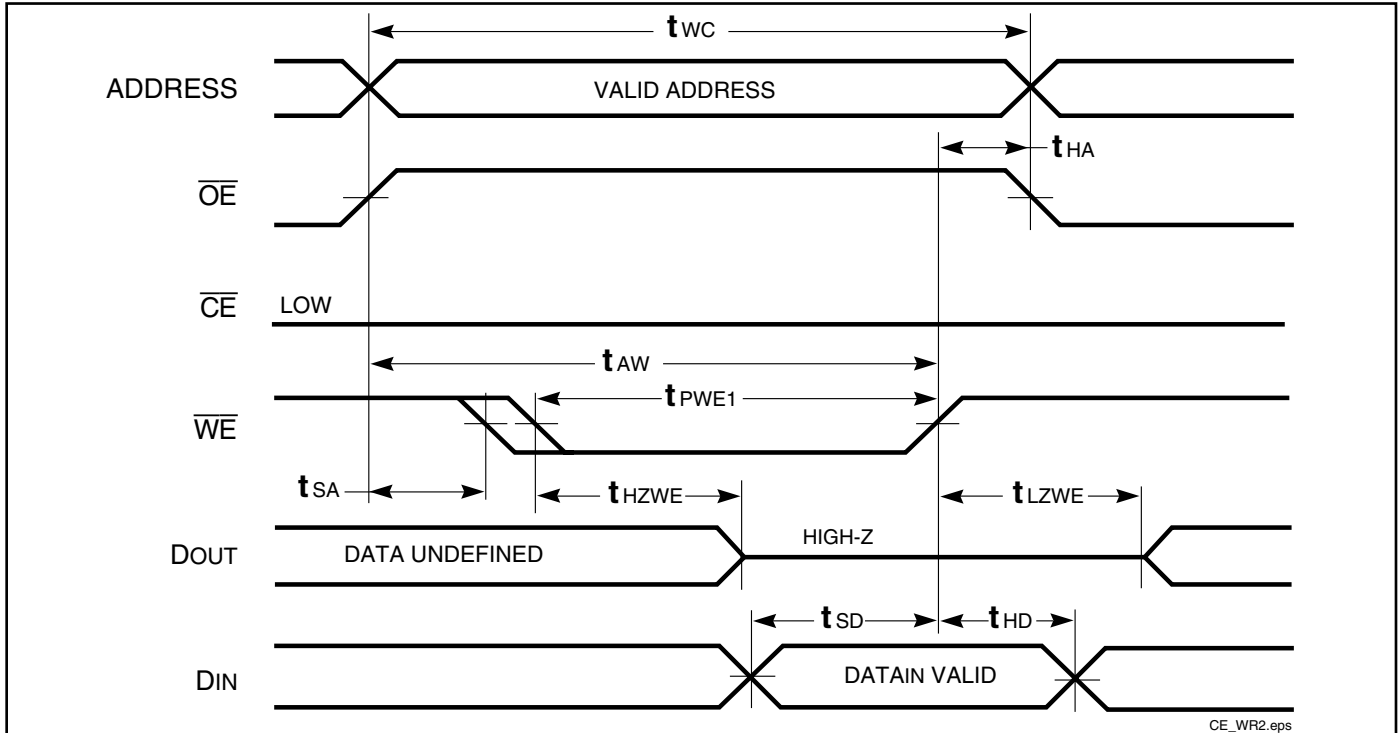 tWC
ADDRESS
VALID ADDRESS
tHA
OE
CE
LOW
tAW
tPWE1
WE
tSA
tHZWE
tLZWE
DOUT
DATA UNDEFINED
HIGH-Z
tSD
tHD
DIN
DATAIN VALID
CE_WR2.eps